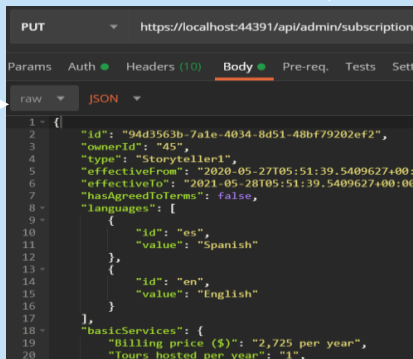 PUT https://localhost:44391/api/admin/subscription
Params Auth Headers (10) Body Pre-req. Tests Sett
raw JSON
1 {
2 "id": "94d3563b-7a1e-4034-8d51-48bf79202ef2",
3 "ownerId": "45",
4 "type": "Storyteller1",
5 "effectiveFrom": "2020-05-27T05:51:39.5409627+00:
6 "effectiveTo": "2021-05-28T05:51:39.5409627+00:00
7 "hasAgreedToTerms": false,
8 "languages": [
9 {
10 "id": "es",
11 "value": "Spanish"
12 },
13 {
14 "id": "en",
15 "value": "English"
16 }
17 ],
18 "basicServices": {
19 "Billing price ($)": "2,725 per year",
20 "Tours hosted per year": "1",